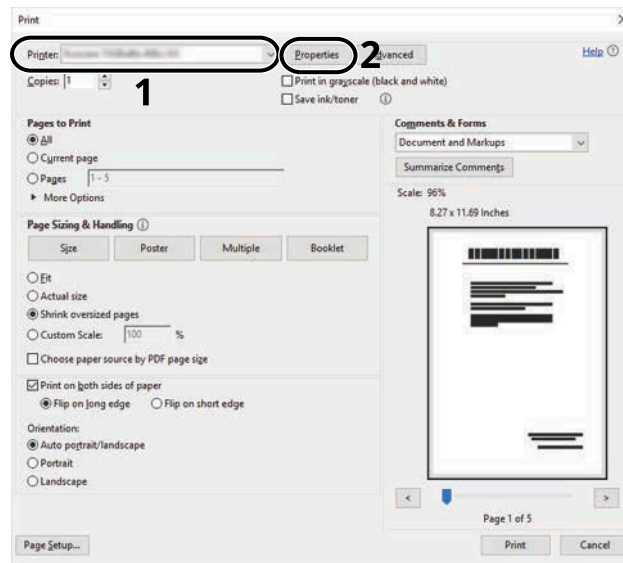 Print
Printer:
Properties
2
Advanced
Help
Copies: 1
1
Print in grayscale (black and white)
Save ink/toner
Pages to Print
All
Current page
Pages 1 - 5
More Options
Comments & Forms
Document and Markups
Summarize Comments
Page Sizing & Handling
Size Poster Multiple Booklet
Fit
Actual size
Shrink oversized pages
Custom Scale: 100 %
Choose paper source by PDF page size
Print on both sides of paper
Flip on long edge Flip on short edge
Orientation:
Auto portrait/landscape
Portrait
Landscape
Scale: 96%
8.27 x 11.69 Inches
< >
Page 1 of 5
Page Setup...
Print Cancel